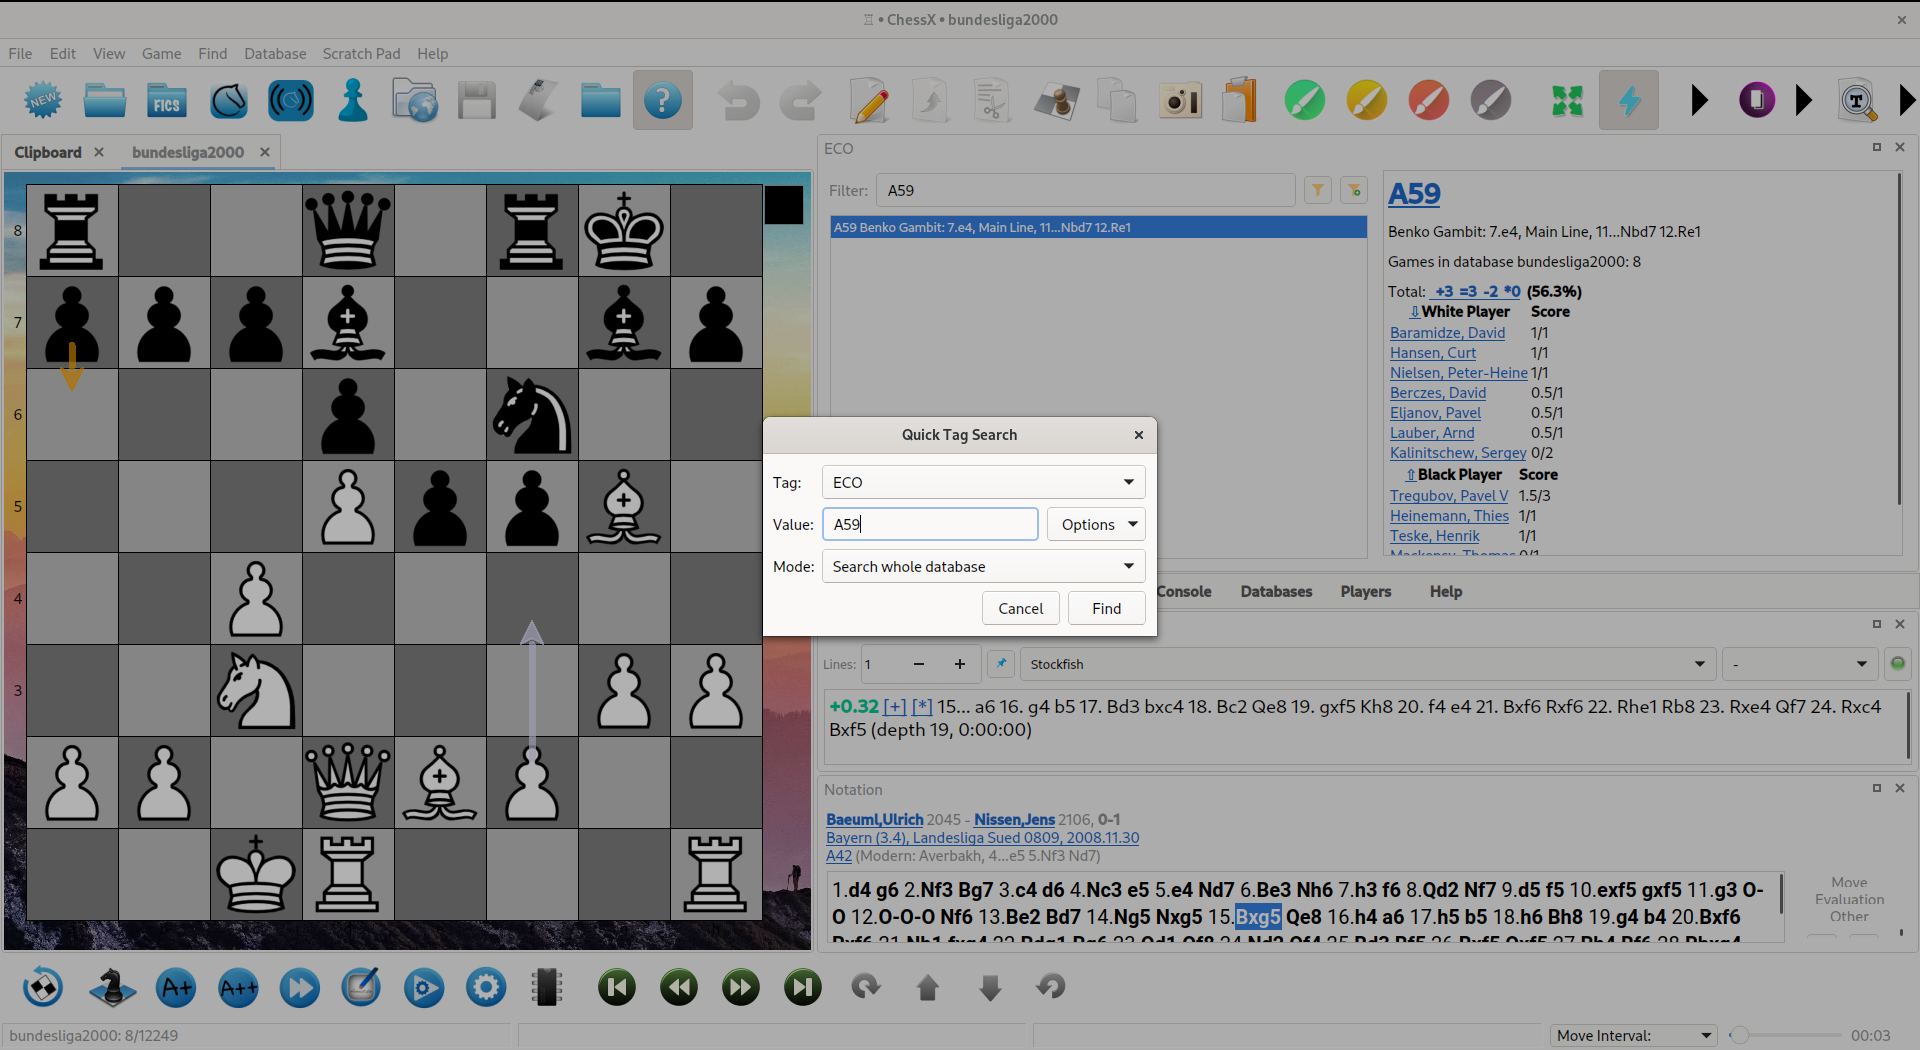 ♖ • ChessX • bundesliga2000
File Edit View Game Find Database Scratch Pad Help
NEW
FICS
?
T
Clipboard
bundesliga2000
8
7
6
5
4
3
ECO
Filter: A59
A59 Benko Gambit: 7.e4, Main Line, 11...Nbd7 12.Re1
A59
Benko Gambit: 7.e4, Main Line, 11...Nbd7 12.Re1
Games in database bundesliga2000: 8
Total: +3 =3 -2 *0 (56.3%)
⇩White Player Score
Baramidze, David 1/1
Hansen, Curt 1/1
Nielsen, Peter-Heine 1/1
Berczes, David 0.5/1
Eljanov, Pavel 0.5/1
Lauber, Arnd 0.5/1
Kalinitschew, Sergey 0/2
⇧Black Player Score
Tregubov, Pavel V 1.5/3
Heinemann, Thies 1/1
Teske, Henrik 1/1
Mackensy, Thomas 0/1
Quick Tag Search
Tag: ECO
Value: A59 Options
Mode: Search whole database
Cancel Find
Console Databases Players Help
Lines: 1 − + Stockfish -
+0.32 [+] [*] 15... a6 16. g4 b5 17. Bd3 bxc4 18. Bc2 Qe8 19. gxf5 Kh8 20. f4 e4 21. Bxf6 Rxf6 22. Rhe1 Rb8 23. Rxe4 Qf7 24. Rxc4
Bxf5 (depth 19, 0:00:00)
Notation
Baeuml,Ulrich 2045 - Nissen,Jens 2106, 0-1
Bayern (3.4), Landesliga Sued 0809, 2008.11.30
A42 (Modern: Averbakh, 4...e5 5.Nf3 Nd7)
1.d4 g6 2.Nf3 Bg7 3.c4 d6 4.Nc3 e5 5.e4 Nd7 6.Be3 Nh6 7.h3 f6 8.Qd2 Nf7 9.d5 f5 10.exf5 gxf5 11.g3 O-
O 12.O-O-O Nf6 13.Be2 Bd7 14.Ng5 Nxg5 15.Bxg5 Qe8 16.h4 a6 17.h5 b5 18.h6 Bh8 19.g4 b4 20.Bxf6
Move
Evaluation
Other
A+ A++
bundesliga2000: 8/12249
Move Interval: 00:03